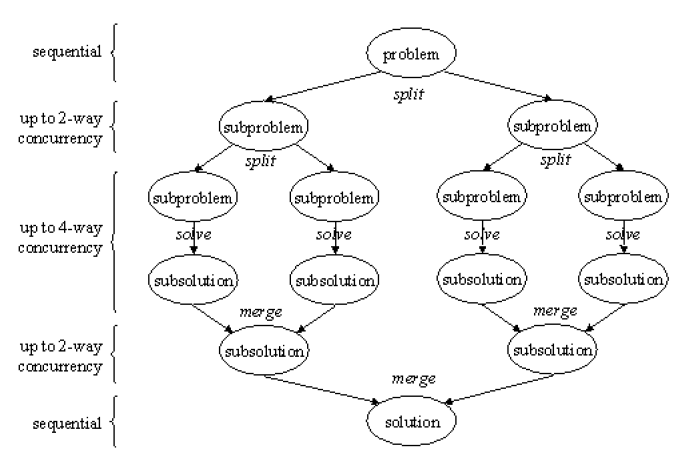 sequential
problem
split
up to 2-way
concurrency
subproblem
subproblem
split
split
up to 4-way
concurrency
subproblem
subproblem
subproblem
subproblem
solve
solve
solve
solve
subsolution
subsolution
subsolution
subsolution
merge
merge
up to 2-way
concurrency
subsolution
subsolution
merge
sequential
solution